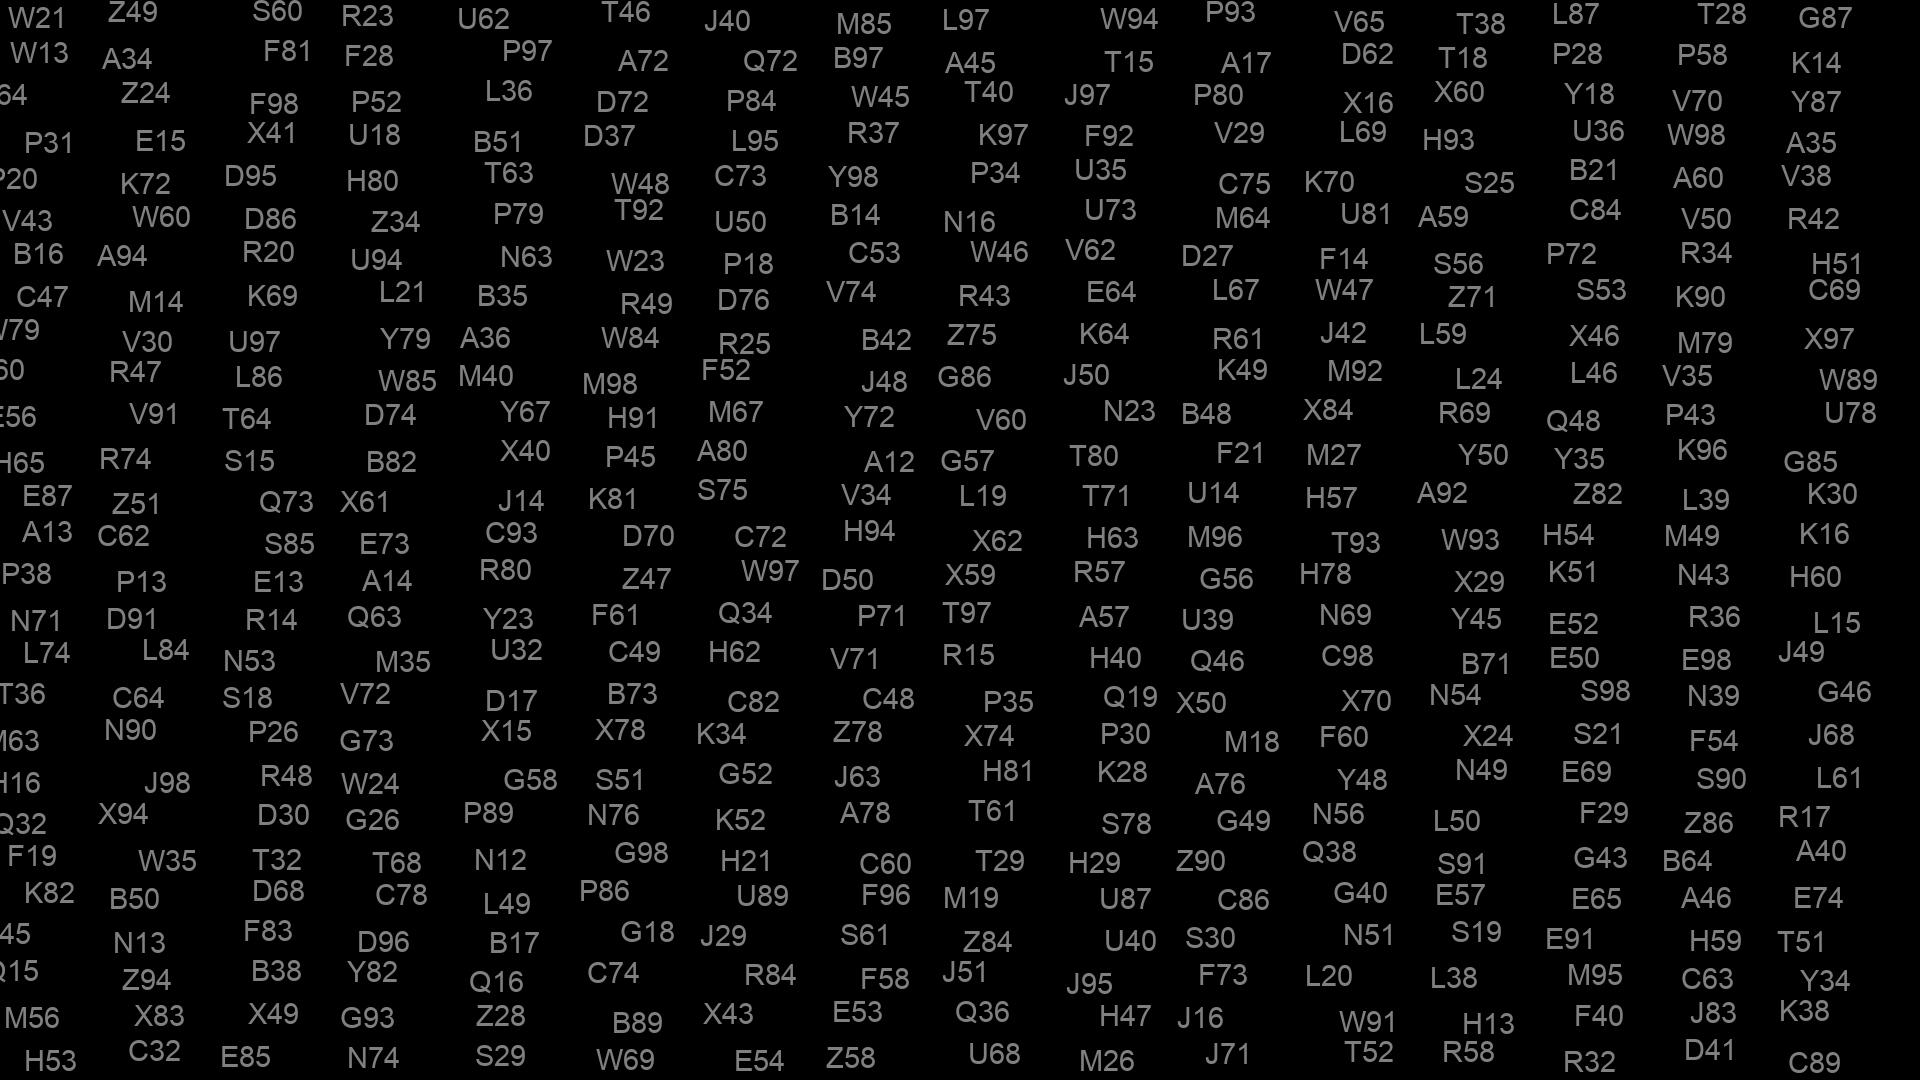 W21 Z49 S60 R23 U62 T46 J40 M85 L97 W94 P93 V65 T38 L87 T28 G87
W13 A34 F81 F28 P97 A72 Q72 B97 A45 T15 A17 D62 T18 P28 P58 K14
64 Z24 F98 P52 L36 D72 P84 W45 T40 J97 P80 X16 X60 Y18 V70 Y87
P31 E15 X41 U18 B51 D37 L95 R37 K97 F92 V29 L69 H93 U36 W98 A35
P20 K72 D95 H80 T63 W48 C73 Y98 P34 U35 C75 K70 S25 B21 A60 V38
V43 W60 D86 Z34 P79 T92 U50 B14 N16 U73 M64 U81 A59 C84 V50 R42
B16 A94 R20 U94 N63 W23 P18 C53 W46 V62 D27 F14 S56 P72 R34 H51
C47 M14 K69 L21 B35 R49 D76 V74 R43 E64 L67 W47 Z71 S53 K90 C69
W79 V30 U97 Y79 A36 W84 R25 B42 Z75 K64 R61 J42 L59 X46 M79 X97
60 R47 L86 W85 M40 M98 F52 J48 G86 J50 K49 M92 L24 L46 V35 W89
E56 V91 T64 D74 Y67 H91 M67 Y72 V60 N23 B48 X84 R69 Q48 P43 U78
H65 R74 S15 B82 X40 P45 A80 A12 G57 T80 F21 M27 Y50 Y35 K96 G85
E87 Z51 Q73 X61 J14 K81 S75 V34 L19 T71 U14 H57 A92 Z82 L39 K30
A13 C62 S85 E73 C93 D70 C72 H94 X62 H63 M96 T93 W93 H54 M49 K16
P38 P13 E13 A14 R80 Z47 W97 D50 X59 R57 G56 H78 X29 K51 N43 H60
N71 D91 R14 Q63 Y23 F61 Q34 P71 T97 A57 U39 N69 Y45 E52 R36 L15
L74 L84 N53 M35 U32 C49 H62 V71 R15 H40 Q46 C98 B71 E50 E98 J49
T36 C64 S18 V72 D17 B73 C82 C48 P35 Q19 X50 X70 N54 S98 N39 G46
M63 N90 P26 G73 X15 X78 K34 Z78 X74 P30 M18 F60 X24 S21 F54 J68
H16 J98 R48 W24 G58 S51 G52 J63 H81 K28 A76 Y48 N49 E69 S90 L61
Q32 X94 D30 G26 P89 N76 K52 A78 T61 S78 G49 N56 L50 F29 Z86 R17
F19 W35 T32 T68 N12 G98 H21 C60 T29 H29 Z90 Q38 S91 G43 B64 A40
K82 B50 D68 C78 L49 P86 U89 F96 M19 U87 C86 G40 E57 E65 A46 E74
45 N13 F83 D96 B17 G18 J29 S61 Z84 U40 S30 N51 S19 E91 H59 T51
Q15 Z94 B38 Y82 Q16 C74 R84 F58 J51 J95 F73 L20 L38 M95 C63 Y34
M56 X83 X49 G93 Z28 B89 X43 E53 Q36 H47 J16 W91 H13 F40 J83 K38
H53 C32 E85 N74 S29 W69 E54 Z58 U68 M26 J71 T52 R58 R32 D41 C89